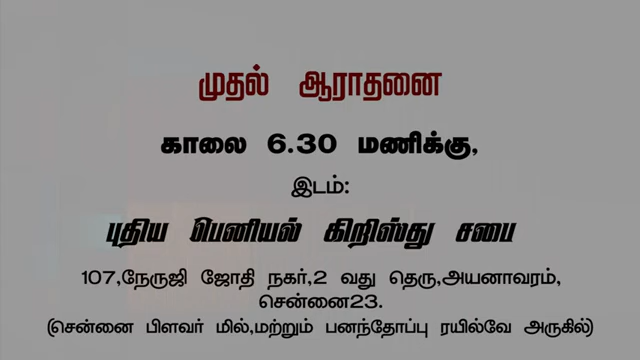 முதல் ஆராதனை
காலை 6.30 மணிக்கு,
இடம்:
புதிய பெனியல் கிறிஸ்து சபை
107,நேருஜி ஜோதி நகர்,2 வது தெரு,அயனாவரம்,
சென்னை23.
(சென்னை பிளவர் மில்,மற்றும் பனந்தோப்பு ரயில்வே அருகில்)